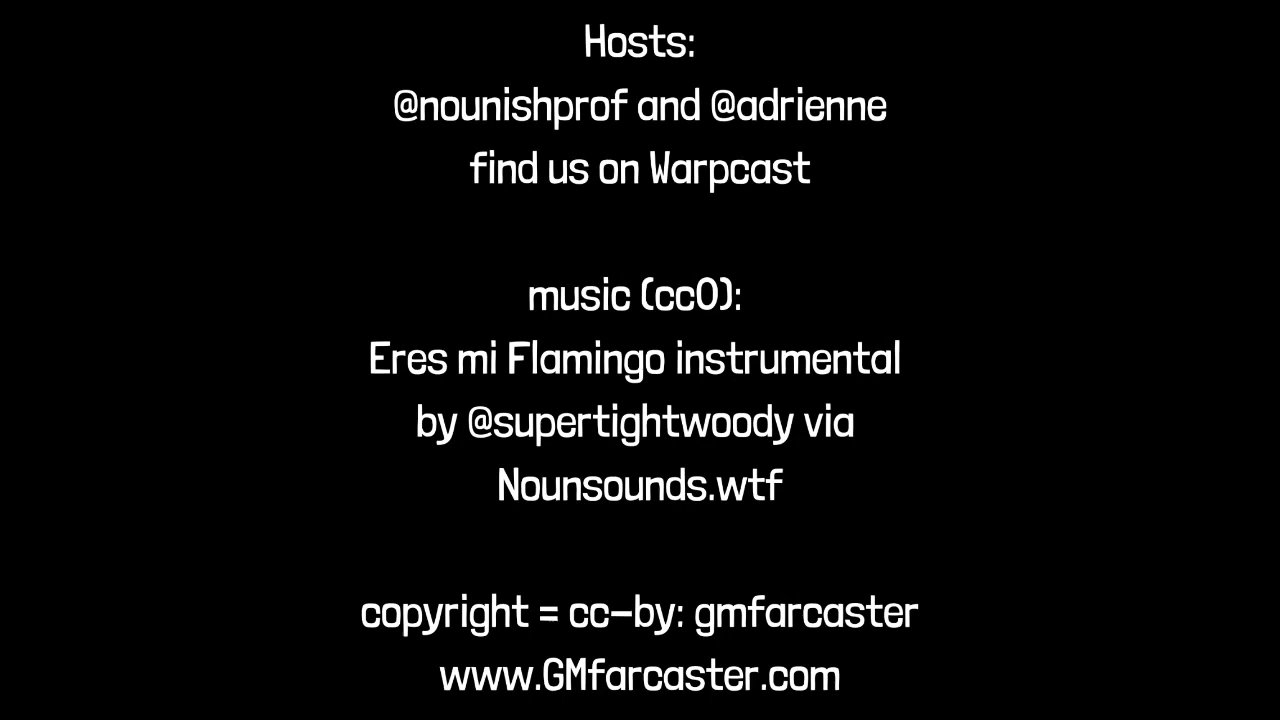 Hosts:
@nounishprof and @adrienne
find us on Warpcast
music (cc0):
Eres mi Flamingo instrumental
by @supertightwoody via
Nounsounds.wtf
copyright = cc-by: gmfarcaster
www.GMfarcaster.com